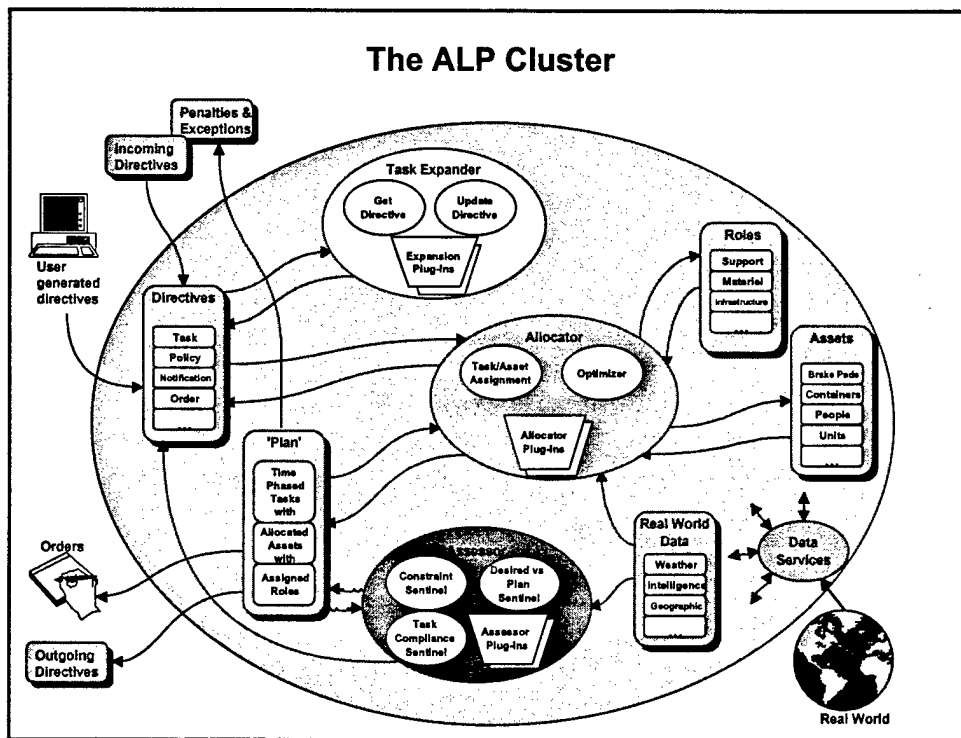 The ALP Cluster
Penalties &
Exceptions
Incoming
Directives
User
generated
directives
Task Expander
Get
Directive
Update
Directive
Expansion
Plug-Ins
Directives
Task
Policy
Notification
Order
...
Roles
Support
Materiel
Infrastructure
...
Allocator
Task/Asset
Assignment
Optimizer
Allocator
Plug-Ins
Assets
Brake Pads
Containers
People
Units
...
'Plan'
Time
Phased
Tasks with
Allocated
Assets with
Assigned
Roles
Orders
Outgoing
Directives
Assessor
Constraint
Sentinel
Desired vs
Plan
Sentinel
Task
Compliance
Sentinel
Assessor
Plug-Ins
Real World
Data
Weather
Intelligence
Geographic
...
Data
Services
Real World